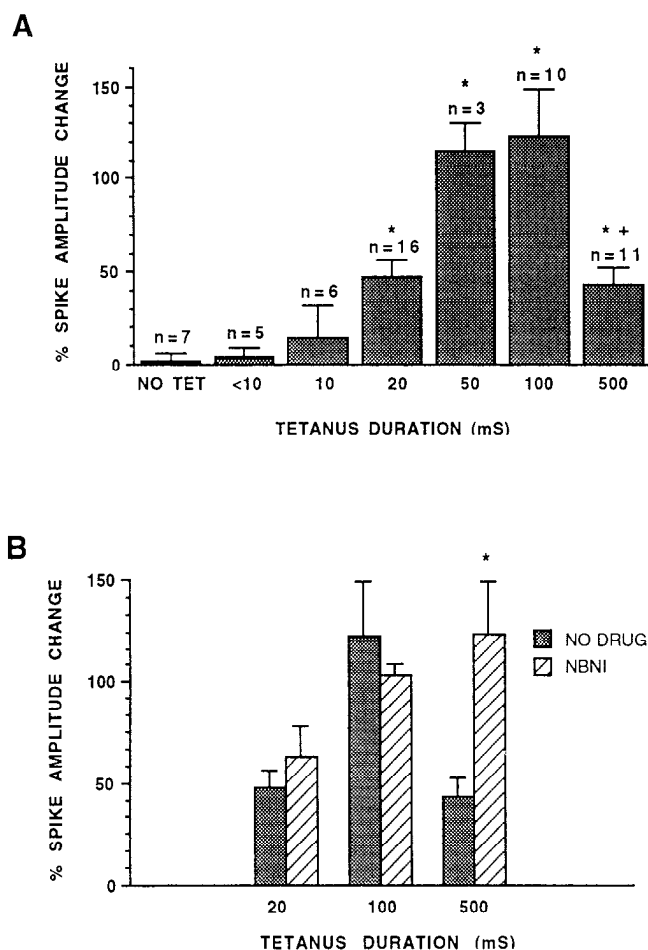 A
% SPIKE AMPLITUDE CHANGE
150
100
50
0
n=7
n=5
n=6
*
n=16
*
n=3
*
n=10
* +
n=11
NO TET
<10
10
20
50
100
500
TETANUS DURATION (mS)
B
% SPIKE AMPLITUDE CHANGE
150
100
50
0
*
NO DRUG
NBNI
20
100
500
TETANUS DURATION (mS)